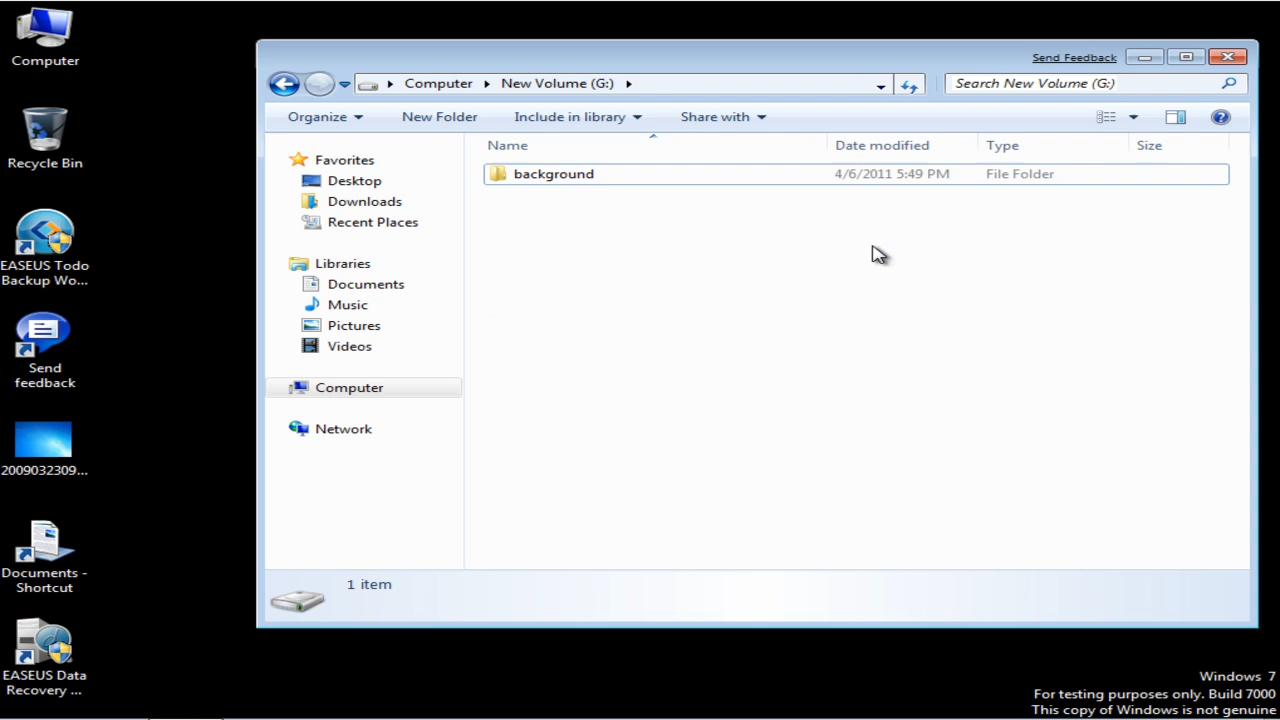 Computer
Recycle Bin
EASEUS Todo
Backup Wo...
Send
feedback
2009032309...
Documents -
Shortcut
EASEUS Data
Recovery ...
Send Feedback
Computer New Volume (G:)
Search New Volume (G:)
Organize New Folder Include in library Share with
Favorites
Desktop
Downloads
Recent Places
Libraries
Documents
Music
Pictures
Videos
Computer
Network
Name Date modified Type Size
background 4/6/2011 5:49 PM File Folder
1 item
Windows 7
For testing purposes only. Build 7000
This copy of Windows is not genuine